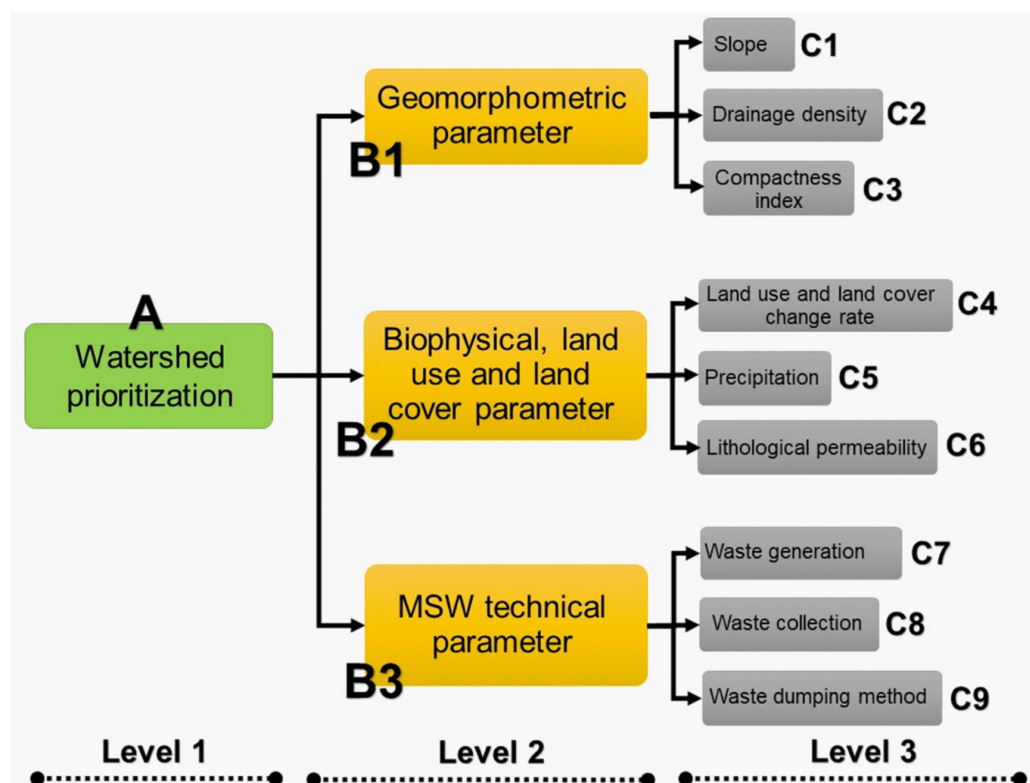 A
Watershed
prioritization
Geomorphometric
parameter
B1
Slope
C1
Drainage density
C2
Compactness
index
C3
Biophysical, land
use and land
cover parameter
B2
Land use and land cover
change rate
C4
Precipitation
C5
Lithological permeability
C6
MSW technical
parameter
B3
Waste generation
C7
Waste collection
C8
Waste dumping method
C9
Level 1
Level 2
Level 3